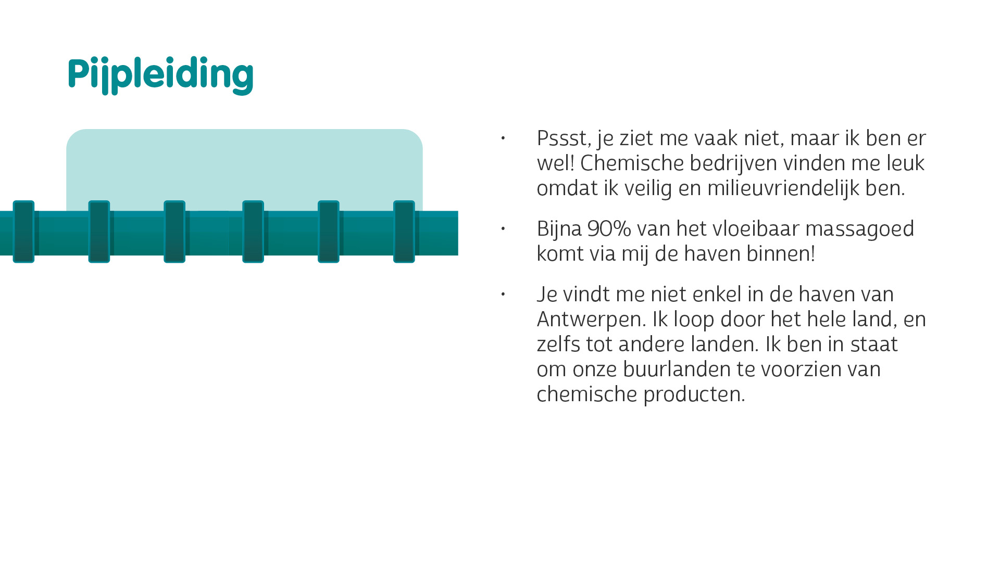 Pijpleiding
• Pssst, je ziet me vaak niet, maar ik ben er
wel! Chemische bedrijven vinden me leuk
omdat ik veilig en milieuvriendelijk ben.
• Bijna 90% van het vloeibaar massagoed
komt via mij de haven binnen!
• Je vindt me niet enkel in de haven van
Antwerpen. Ik loop door het hele land, en
zelfs tot andere landen. Ik ben in staat
om onze buurlanden te voorzien van
chemische producten.